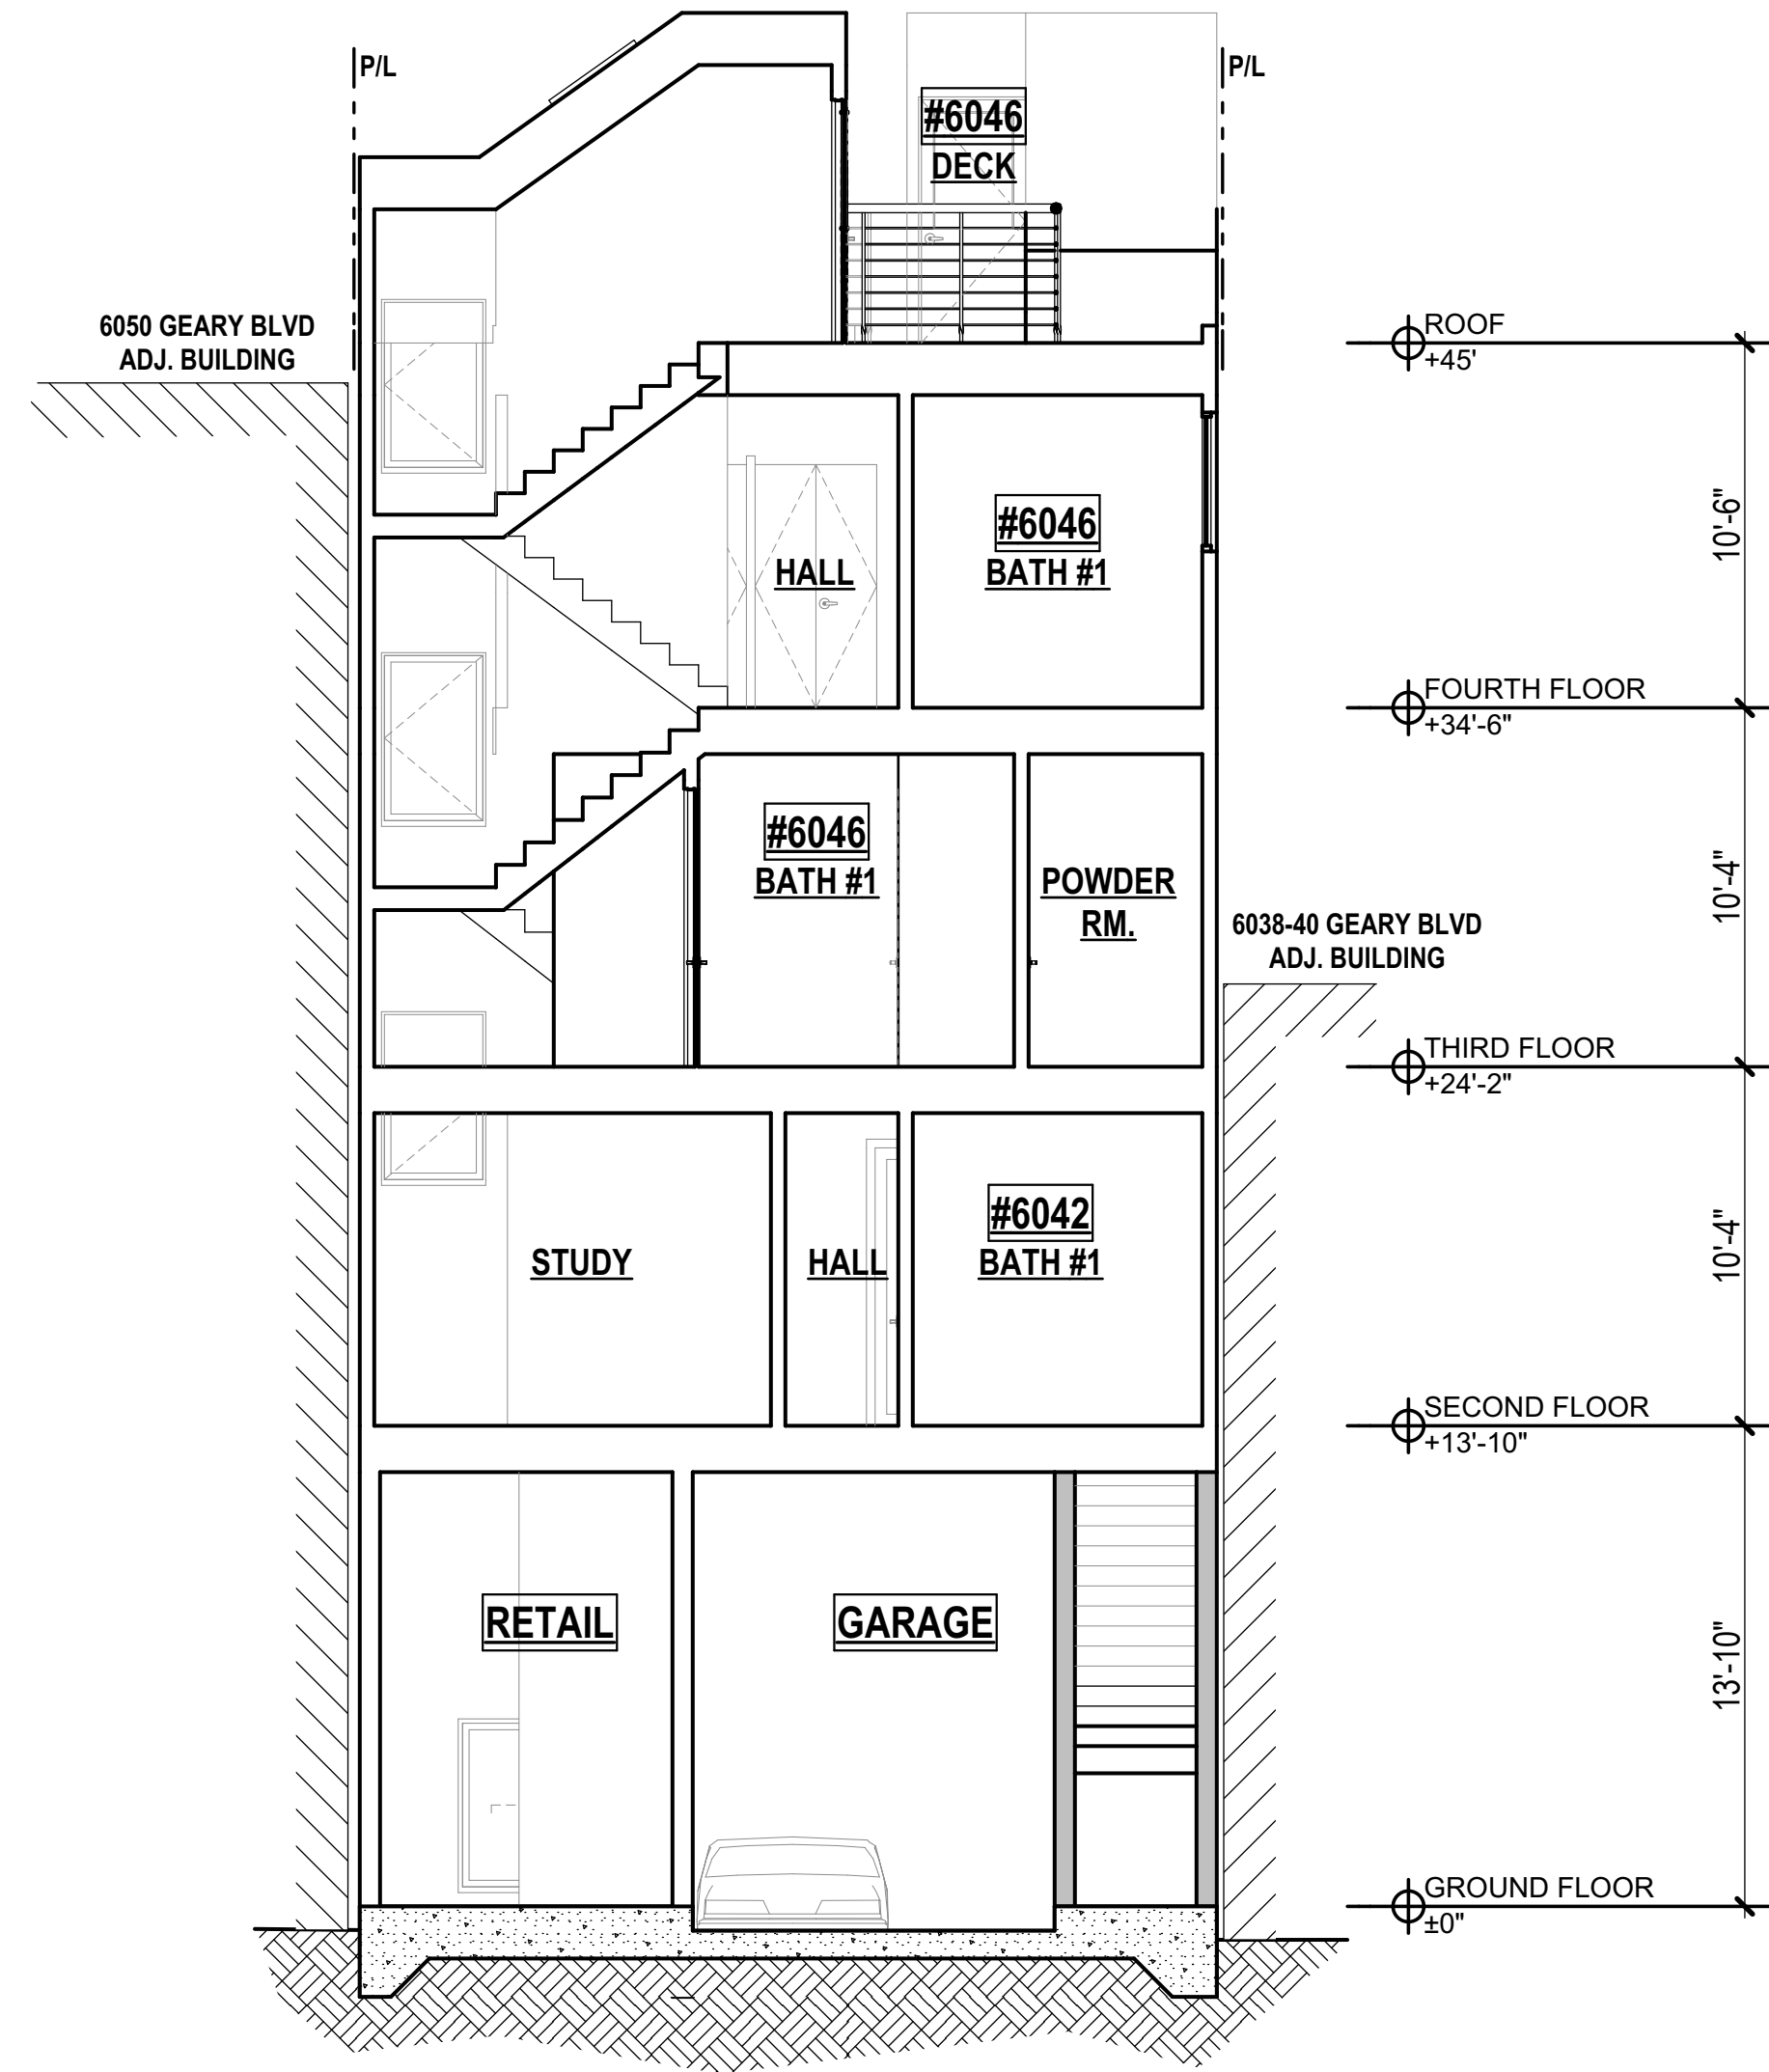 P/L
P/L
#6046
DECK
6050 GEARY BLVD
ADJ. BUILDING
ROOF
+45'
10'-6"
#6046
BATH #1
HALL
FOURTH FLOOR
+34'-6"
10'-4"
#6046
BATH #1
POWDER
RM.
6038-40 GEARY BLVD
ADJ. BUILDING
THIRD FLOOR
+24'-2"
10'-4"
STUDY
HALL
#6042
BATH #1
SECOND FLOOR
+13'-10"
13'-10"
RETAIL
GARAGE
GROUND FLOOR
±0"